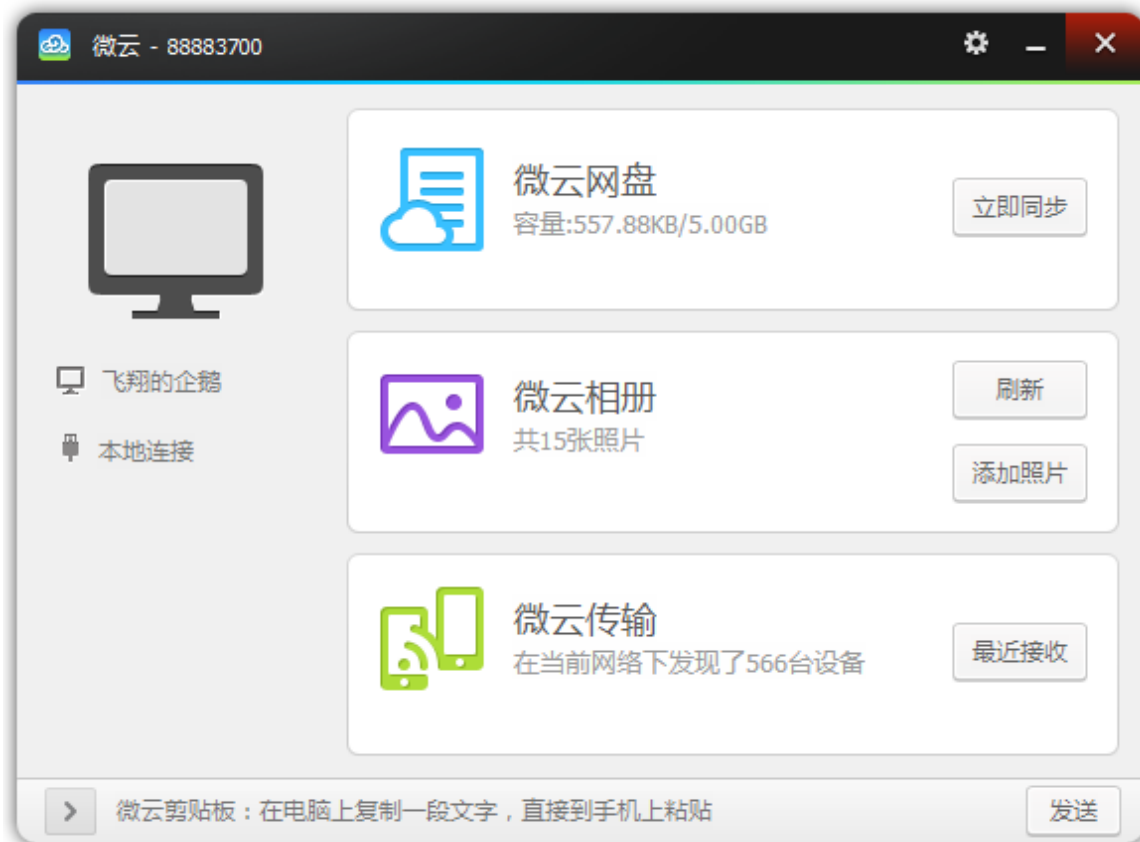 微云 - 88883700
飞翔的企鹅
本地连接
微云网盘
容量:557.88KB/5.00GB
立即同步
微云相册
共15张照片
刷新
添加照片
微云传输
在当前网络下发现了566台设备
最近接收
微云剪贴板：在电脑上复制一段文字，直接到手机上粘贴
发送